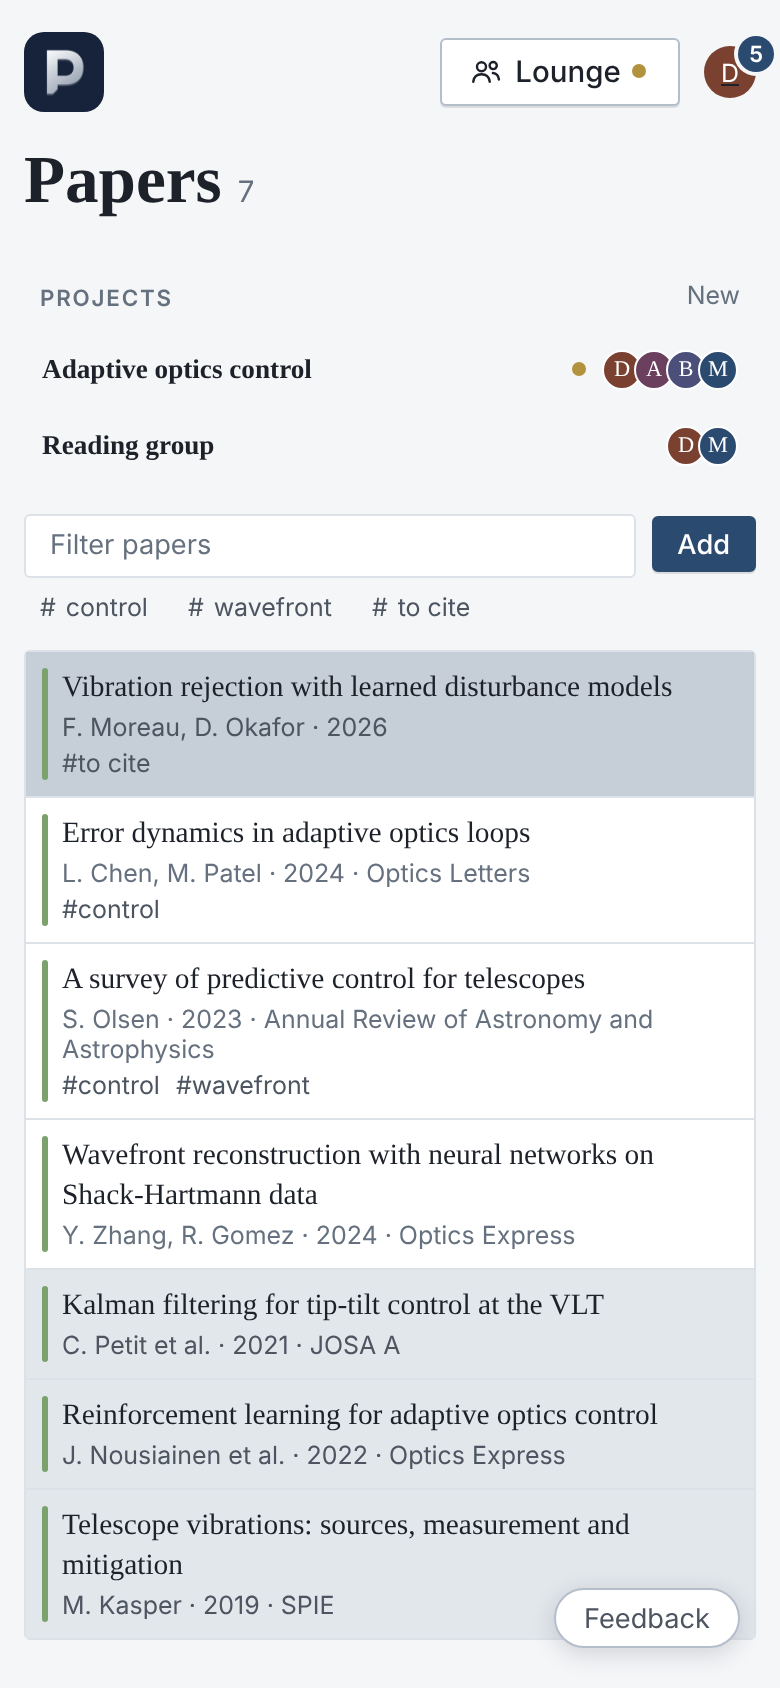 P
Lounge
D 5
Papers 7
PROJECTS New
Adaptive optics control D A B M
Reading group D M
Filter papers Add
# control # wavefront # to cite
Vibration rejection with learned disturbance models
F. Moreau, D. Okafor · 2026
#to cite
Error dynamics in adaptive optics loops
L. Chen, M. Patel · 2024 · Optics Letters
#control
A survey of predictive control for telescopes
S. Olsen · 2023 · Annual Review of Astronomy and
Astrophysics
#control #wavefront
Wavefront reconstruction with neural networks on
Shack-Hartmann data
Y. Zhang, R. Gomez · 2024 · Optics Express
Kalman filtering for tip-tilt control at the VLT
C. Petit et al. · 2021 · JOSA A
Reinforcement learning for adaptive optics control
J. Nousiainen et al. · 2022 · Optics Express
Telescope vibrations: sources, measurement and
mitigation
M. Kasper · 2019 · SPIE
Feedback